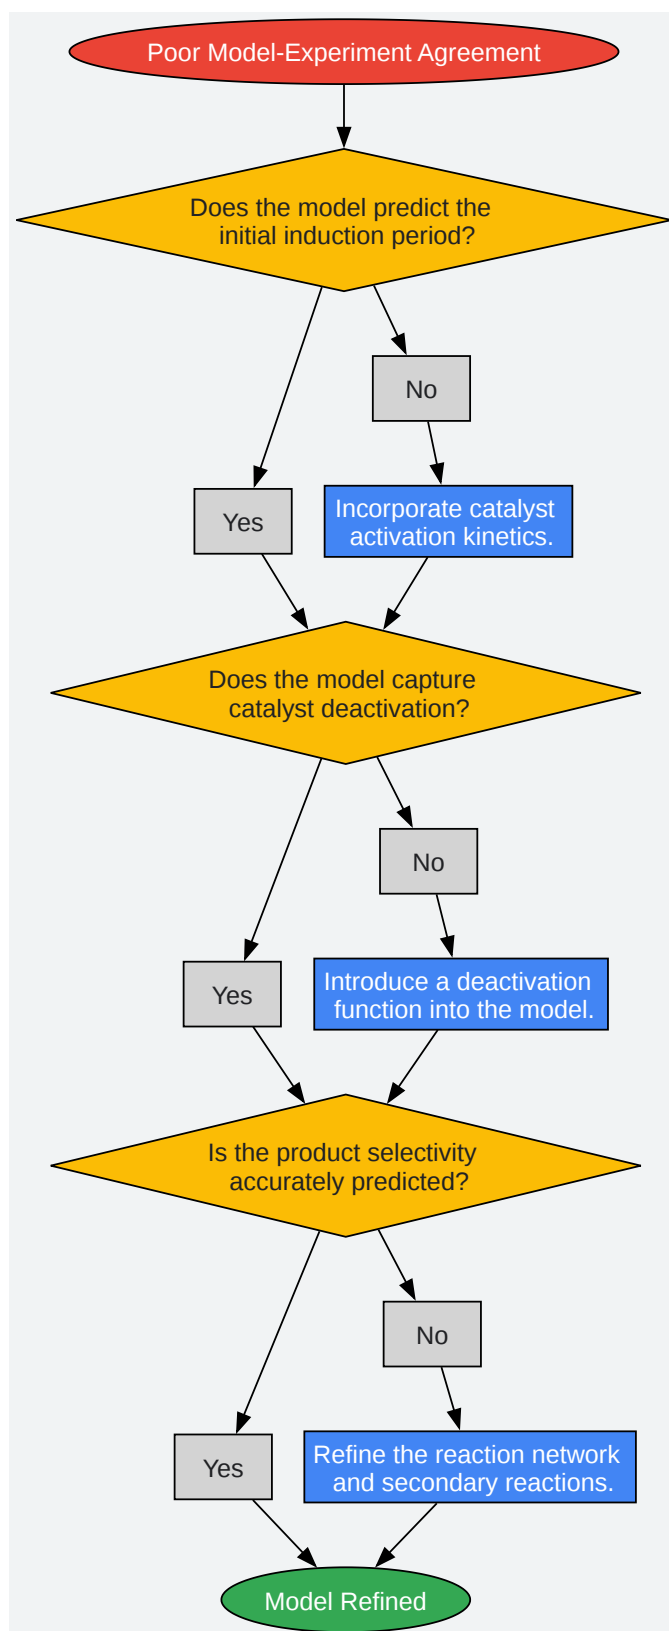 Poor Model-Experiment Agreement
Does the model predict the
initial induction period?
No
Yes
Incorporate catalyst
activation kinetics.
Does the model capture
catalyst deactivation?
No
Yes
Introduce a deactivation
function into the model.
Is the product selectivity
accurately predicted?
No
Yes
Refine the reaction network
and secondary reactions.
Model Refined